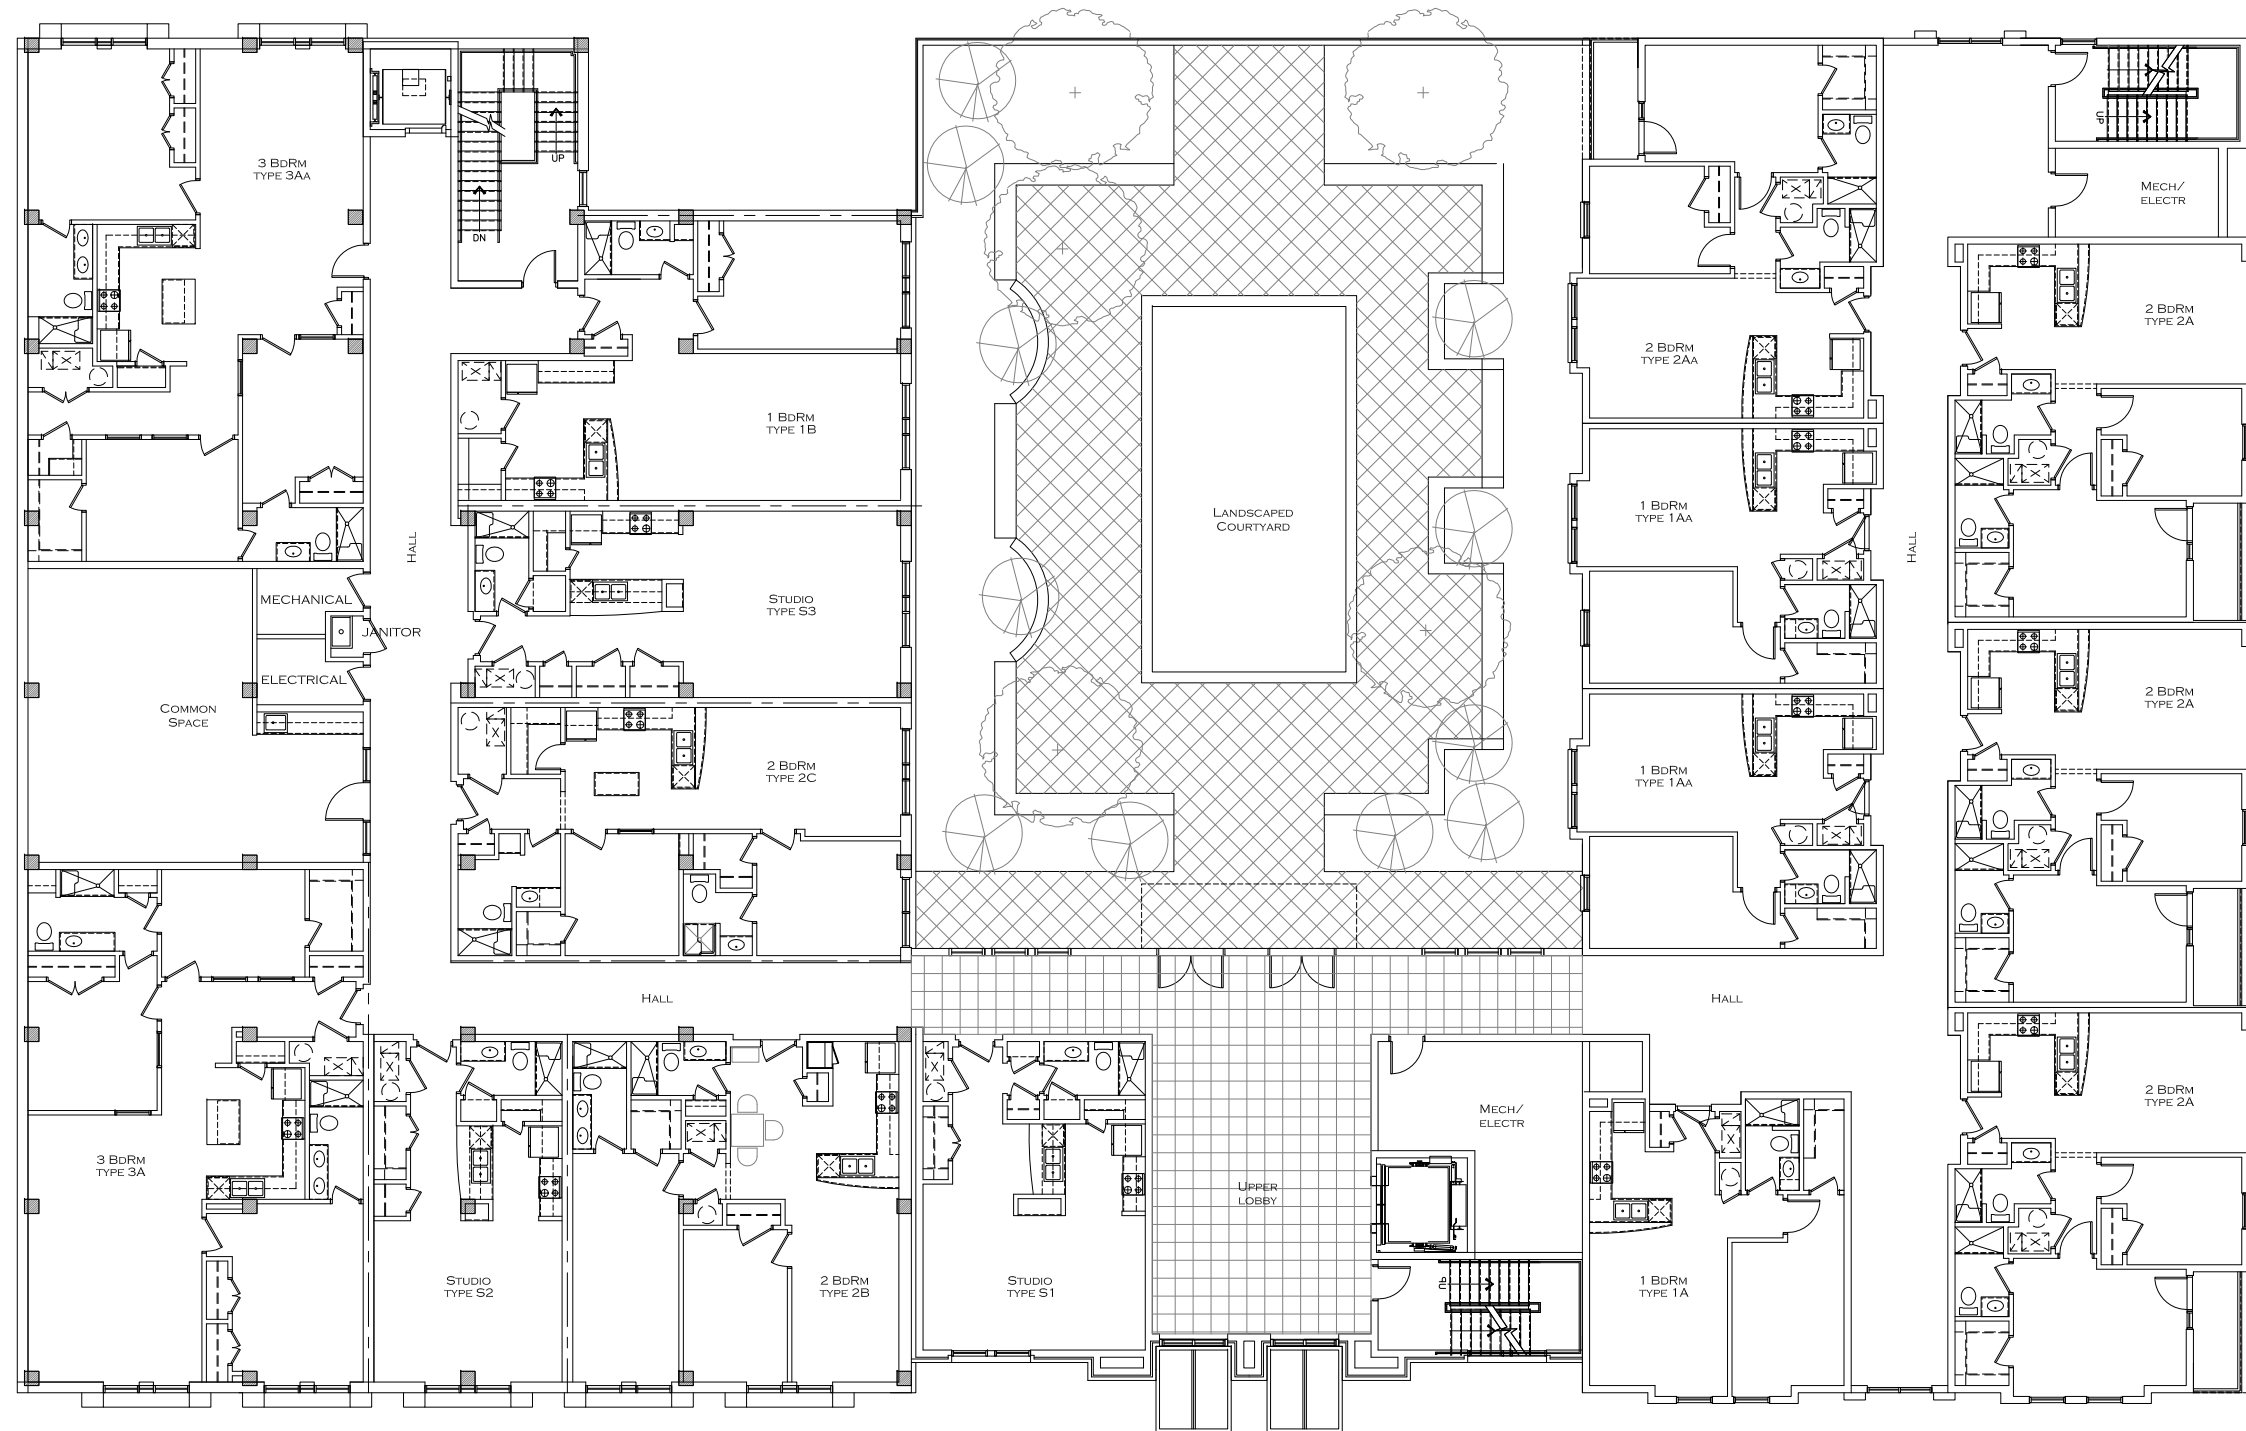 3 BdRm
type 3Aa
UP
DN
UP
Mech/
electr
2 BdRm
type 2A
2 BdRm
type 2Aa
1 BdRm
type 1B
Landscaped
Courtyard
1 BdRm
type 1Aa
Hall
Hall
Mechanical
Janitor
Electrical
Studio
type S3
Common
Space
2 BdRm
type 2A
2 BdRm
type 2C
1 BdRm
type 1Aa
Hall
Hall
2 BdRm
type 2A
Mech/
electr
3 BdRm
type 3A
Upper
lobby
Studio
type S2
2 BdRm
type 2B
Studio
type S1
UP
1 BdRm
type 1A